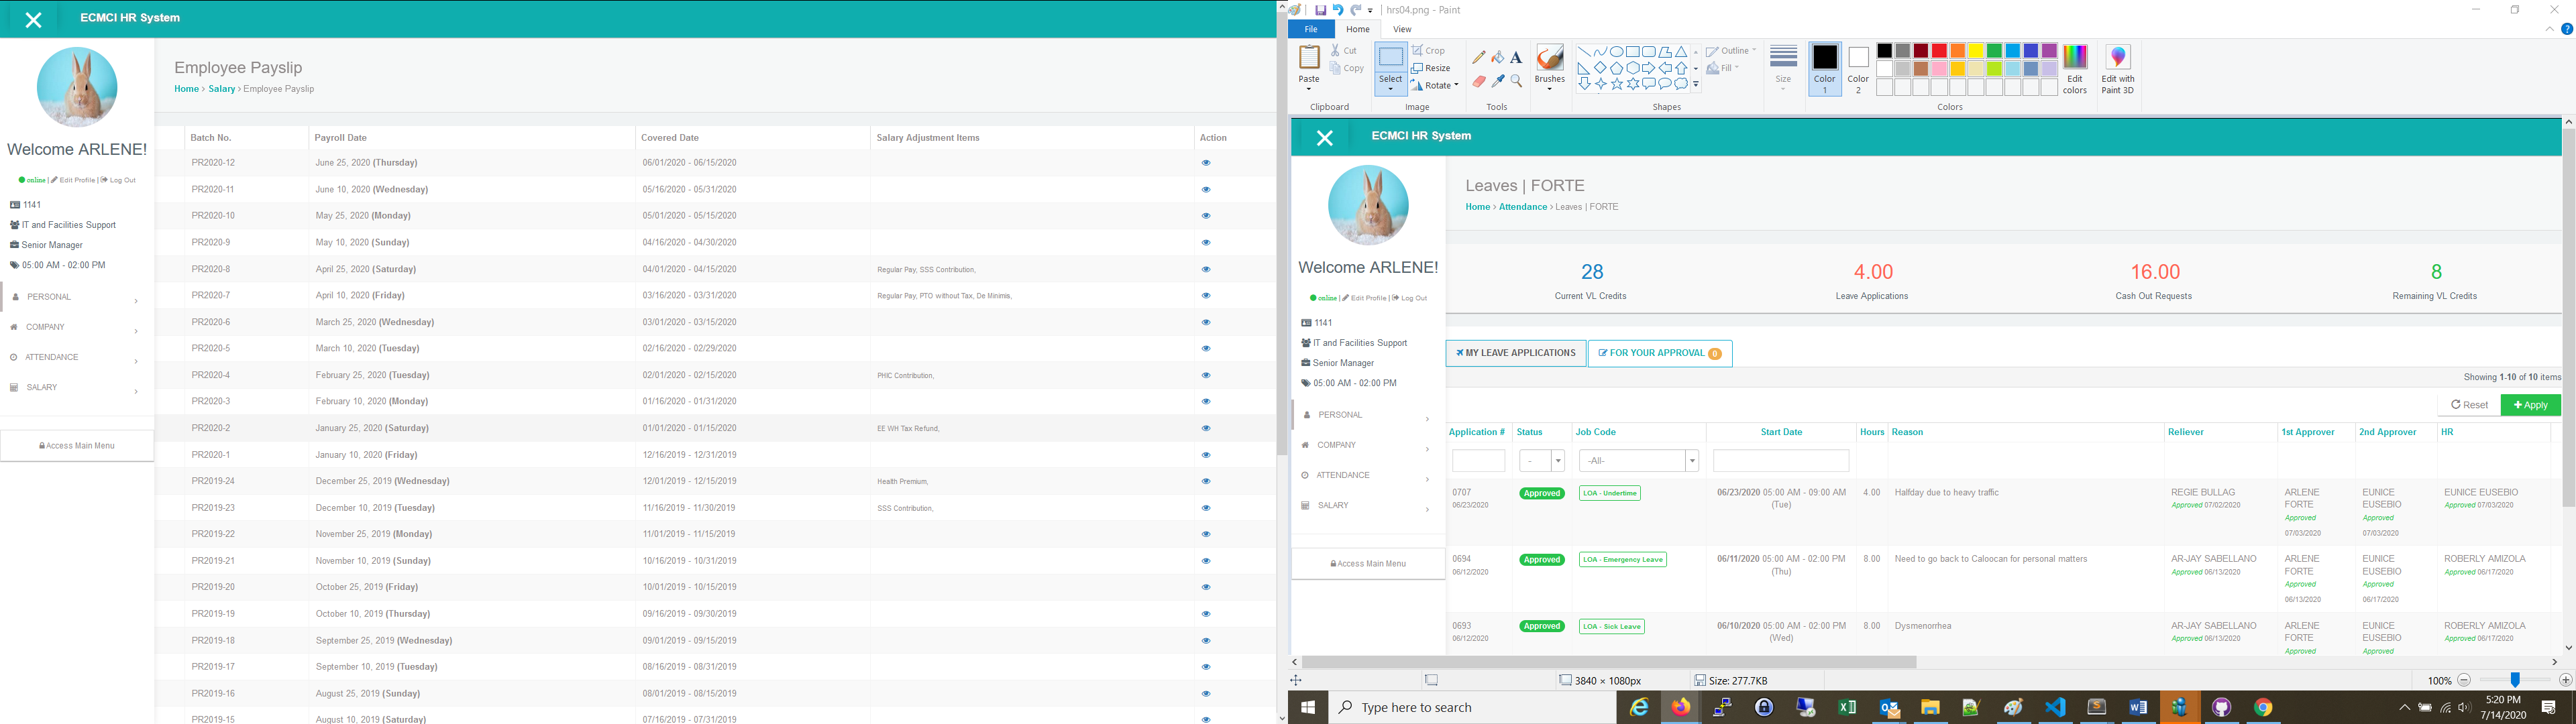 ECMCI HR System
Employee Payslip
Home › Salary › Employee Payslip
Welcome ARLENE!
online | Edit Profile | Log Out
1141
IT and Facilities Support
Senior Manager
05:00 AM - 02:00 PM
PERSONAL
COMPANY
ATTENDANCE
SALARY
Access Main Menu
Batch No. Payroll Date Covered Date Salary Adjustment Items Action
PR2020-12 June 25, 2020 (Thursday) 06/01/2020 - 06/15/2020
PR2020-11 June 10, 2020 (Wednesday) 05/16/2020 - 05/31/2020
PR2020-10 May 25, 2020 (Monday) 05/01/2020 - 05/15/2020
PR2020-9 May 10, 2020 (Sunday) 04/16/2020 - 04/30/2020
PR2020-8 April 25, 2020 (Saturday) 04/01/2020 - 04/15/2020 Regular Pay, SSS Contribution,
PR2020-7 April 10, 2020 (Friday) 03/16/2020 - 03/31/2020 Regular Pay, PTO without Tax, De Minimis,
PR2020-6 March 25, 2020 (Wednesday) 03/01/2020 - 03/15/2020
PR2020-5 March 10, 2020 (Tuesday) 02/16/2020 - 02/29/2020
PR2020-4 February 25, 2020 (Tuesday) 02/01/2020 - 02/15/2020 PHIC Contribution,
PR2020-3 February 10, 2020 (Monday) 01/16/2020 - 01/31/2020
PR2020-2 January 25, 2020 (Saturday) 01/01/2020 - 01/15/2020 EE WH Tax Refund,
PR2020-1 January 10, 2020 (Friday) 12/16/2019 - 12/31/2019
PR2019-24 December 25, 2019 (Wednesday) 12/01/2019 - 12/15/2019 Health Premium,
PR2019-23 December 10, 2019 (Tuesday) 11/16/2019 - 11/30/2019 SSS Contribution,
PR2019-22 November 25, 2019 (Monday) 11/01/2019 - 11/15/2019
PR2019-21 November 10, 2019 (Sunday) 10/16/2019 - 10/31/2019
PR2019-20 October 25, 2019 (Friday) 10/01/2019 - 10/15/2019
PR2019-19 October 10, 2019 (Thursday) 09/16/2019 - 09/30/2019
PR2019-18 September 25, 2019 (Wednesday) 09/01/2019 - 09/15/2019
PR2019-17 September 10, 2019 (Tuesday) 08/16/2019 - 08/31/2019
PR2019-16 August 25, 2019 (Sunday) 08/01/2019 - 08/15/2019
PR2019-15 August 10, 2019 (Saturday) 07/16/2019 - 07/31/2019
hrs04.png - Paint
File Home View
Paste Cut Copy Clipboard
Select Crop Resize Rotate Image
Tools
Brushes
Outline Fill Shapes
Size
Color 1 Color 2 Colors
Edit colors
Edit with Paint 3D
ECMCI HR System
Leaves | FORTE
Home › Attendance › Leaves | FORTE
Welcome ARLENE!
online | Edit Profile | Log Out
1141
IT and Facilities Support
Senior Manager
05:00 AM - 02:00 PM
PERSONAL
COMPANY
ATTENDANCE
SALARY
Access Main Menu
28 4.00 16.00 8
Current VL Credits Leave Applications Cash Out Requests Remaining VL Credits
MY LEAVE APPLICATIONS FOR YOUR APPROVAL 0
Showing 1-10 of 10 items
Reset + Apply
Application # Status Job Code Start Date Hours Reason Reliever 1st Approver 2nd Approver HR
- -All-
0707 Approved LOA - Undertime 06/23/2020 05:00 AM - 09:00 AM 4.00 Halfday due to heavy traffic REGIE BULLAG ARLENE EUNICE EUNICE EUSEBIO
06/23/2020 (Tue) Approved 07/02/2020 FORTE EUSEBIO Approved 07/03/2020
Approved Approved
07/03/2020 07/03/2020
0694 Approved LOA - Emergency Leave 06/11/2020 05:00 AM - 02:00 PM 8.00 Need to go back to Caloocan for personal matters AR-JAY SABELLANO ARLENE EUNICE ROBERLY AMIZOLA
06/12/2020 (Thu) Approved 06/13/2020 FORTE EUSEBIO Approved 06/17/2020
Approved Approved
06/13/2020 06/17/2020
0693 Approved LOA - Sick Leave 06/10/2020 05:00 AM - 02:00 PM 8.00 Dysmenorrhea AR-JAY SABELLANO ARLENE EUNICE ROBERLY AMIZOLA
06/12/2020 (Wed) Approved 06/13/2020 FORTE EUSEBIO Approved 06/17/2020
Approved Approved
3840 × 1080px Size: 277.7KB 100%
Type here to search
5:20 PM
7/14/2020